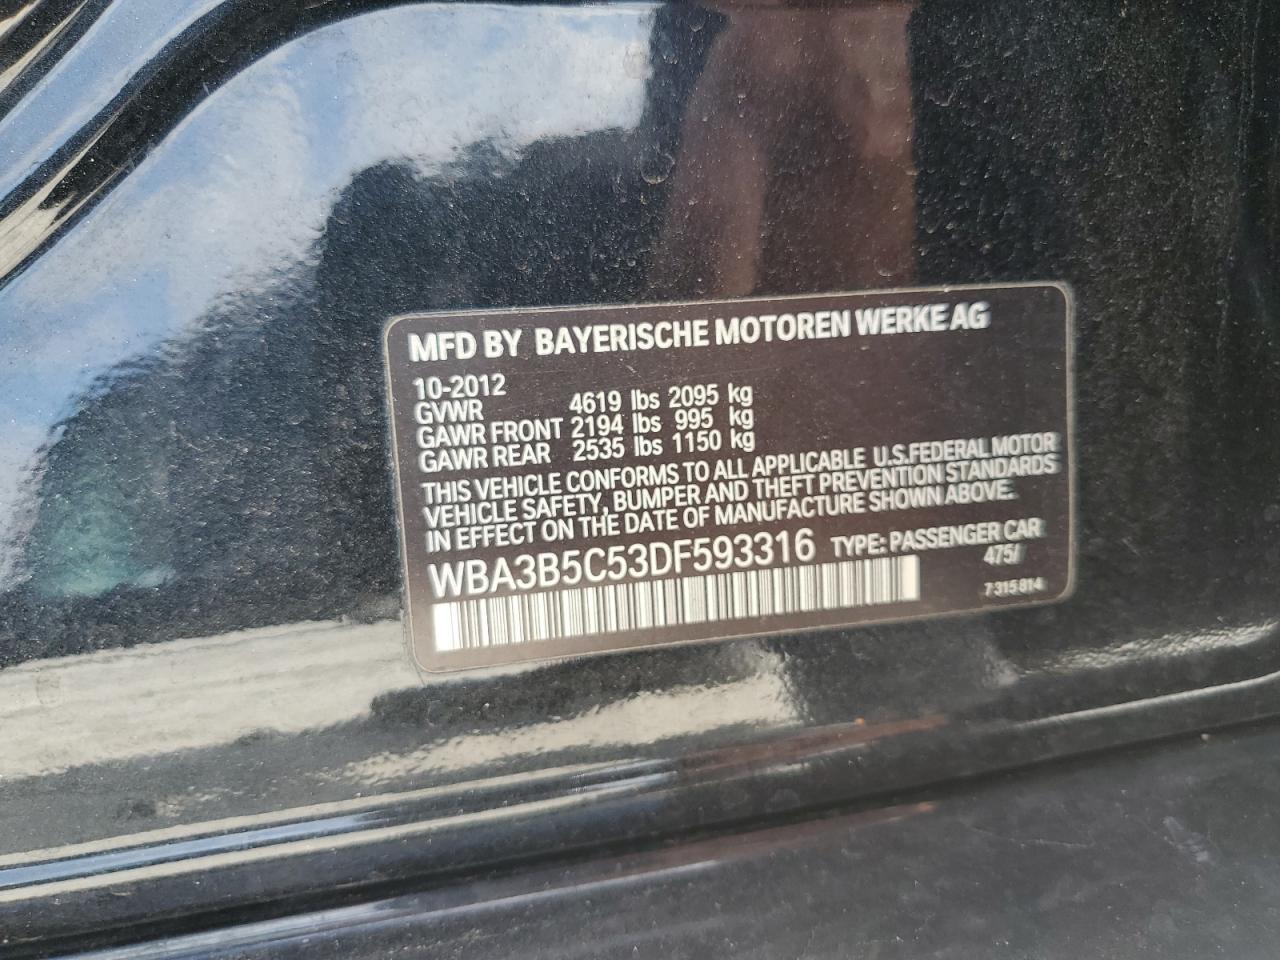 MFD BY BAYERISCHE MOTOREN WERKE AG
10-2012
GVWR 4619 lbs 2095 kg
GAWR FRONT 2194 lbs 995 kg
GAWR REAR 2535 lbs 1150 kg
THIS VEHICLE CONFORMS TO ALL APPLICABLE U.S.FEDERAL MOTOR
VEHICLE SAFETY, BUMPER AND THEFT PREVENTION STANDARDS
IN EFFECT ON THE DATE OF MANUFACTURE SHOWN ABOVE.
WBA3B5C53DF593316 TYPE: PASSENGER CAR
475/
7 315 814